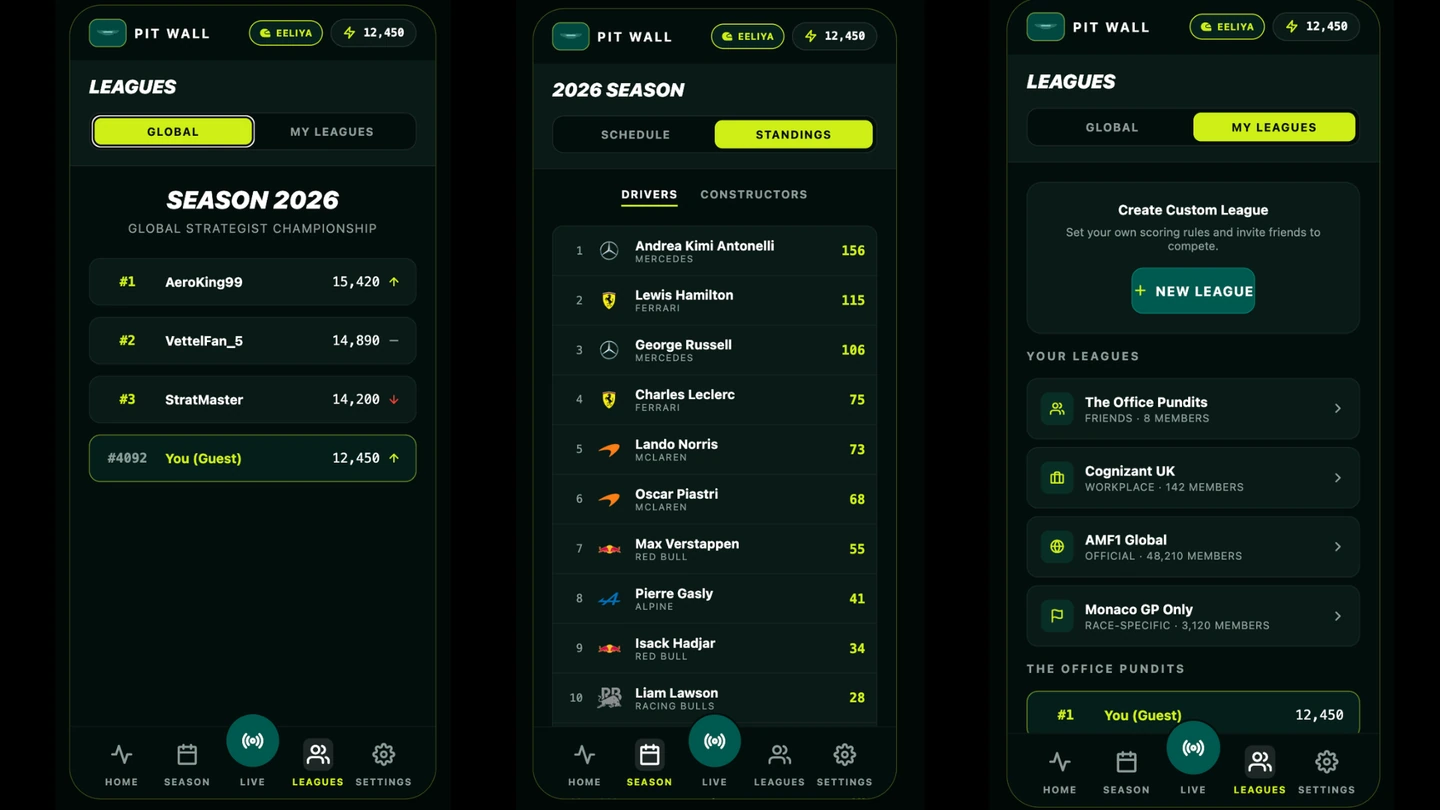 PIT WALL
EELIYA
12,450
LEAGUES
GLOBAL
MY LEAGUES
SEASON 2026
GLOBAL STRATEGIST CHAMPIONSHIP
#1 AeroKing99 15,420
#2 VettelFan_5 14,890
#3 StratMaster 14,200
#4092 You (Guest) 12,450
HOME
SEASON
LIVE
LEAGUES
SETTINGS
PIT WALL
EELIYA
12,450
2026 SEASON
SCHEDULE
STANDINGS
DRIVERS
CONSTRUCTORS
1 Andrea Kimi Antonelli 156
MERCEDES
2 Lewis Hamilton 115
FERRARI
3 George Russell 106
MERCEDES
4 Charles Leclerc 75
FERRARI
5 Lando Norris 73
MCLAREN
6 Oscar Piastri 68
MCLAREN
7 Max Verstappen 55
RED BULL
8 Pierre Gasly 41
ALPINE
9 Isack Hadjar 34
RED BULL
10 Liam Lawson 28
RACING BULLS
HOME
SEASON
LIVE
LEAGUES
SETTINGS
PIT WALL
EELIYA
12,450
LEAGUES
GLOBAL
MY LEAGUES
Create Custom League
Set your own scoring rules and invite friends to
compete.
+ NEW LEAGUE
YOUR LEAGUES
The Office Pundits
FRIENDS · 8 MEMBERS
Cognizant UK
WORKPLACE · 142 MEMBERS
AMF1 Global
OFFICIAL · 48,210 MEMBERS
Monaco GP Only
RACE-SPECIFIC · 3,120 MEMBERS
THE OFFICE PUNDITS
#1 You (Guest) 12,450
HOME
SEASON
LIVE
LEAGUES
SETTINGS